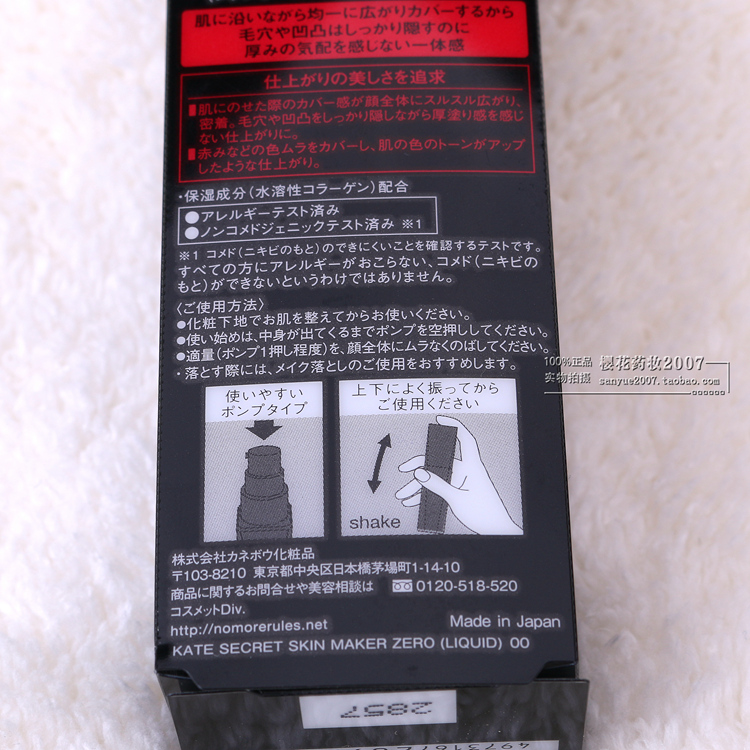 肌に沿いながら均一に広がりカバーするから
毛穴や凹凸はしっかり隠すのに
厚みの気配を感じない一体感
仕上がりの美しさを追求
■肌にのせた際のカバー感が顔全体にスルスル広がり、
密着。毛穴や凹凸をしっかり隠しながら厚塗り感を感じ
ない仕上がりに。
■赤みなどの色ムラをカバーし、肌の色のトーンがアップ
したような仕上がり。
・保湿成分(水溶性コラーゲン)配合
●アレルギーテスト済み
●ノンコメドジェニックテスト済み ※1
※1 コメド(ニキビのもと)のできにくいことを確認するテストです。
すべての方にアレルギーがおこらない、コメド(ニキビの
もと)ができないというわけではありません。
〈ご使用方法〉
●化粧下地でお肌を整えてからお使いください。
●使い始めは、中身が出てくるまでポンプを空押ししてください。
●適量(ポンプ1押し程度)を、顔全体にムラなくのばしてください。
・落とす際には、メイク落としのご使用をおすすめします。
100%正品
实物拍摄
樱花药妆2007
sanyue2007.taobao.com
使いやすい
ポンプタイプ
上下によく振ってから
ご使用ください
shake
株式会社カネボウ化粧品
〒103-8210 東京都中央区日本橋茅場町1-14-10
商品に関するお問合せや美容相談は 0120-518-520
コスメットDiv.
http://nomorerules.net Made in Japan
KATE SECRET SKIN MAKER ZERO (LIQUID) 00
2857